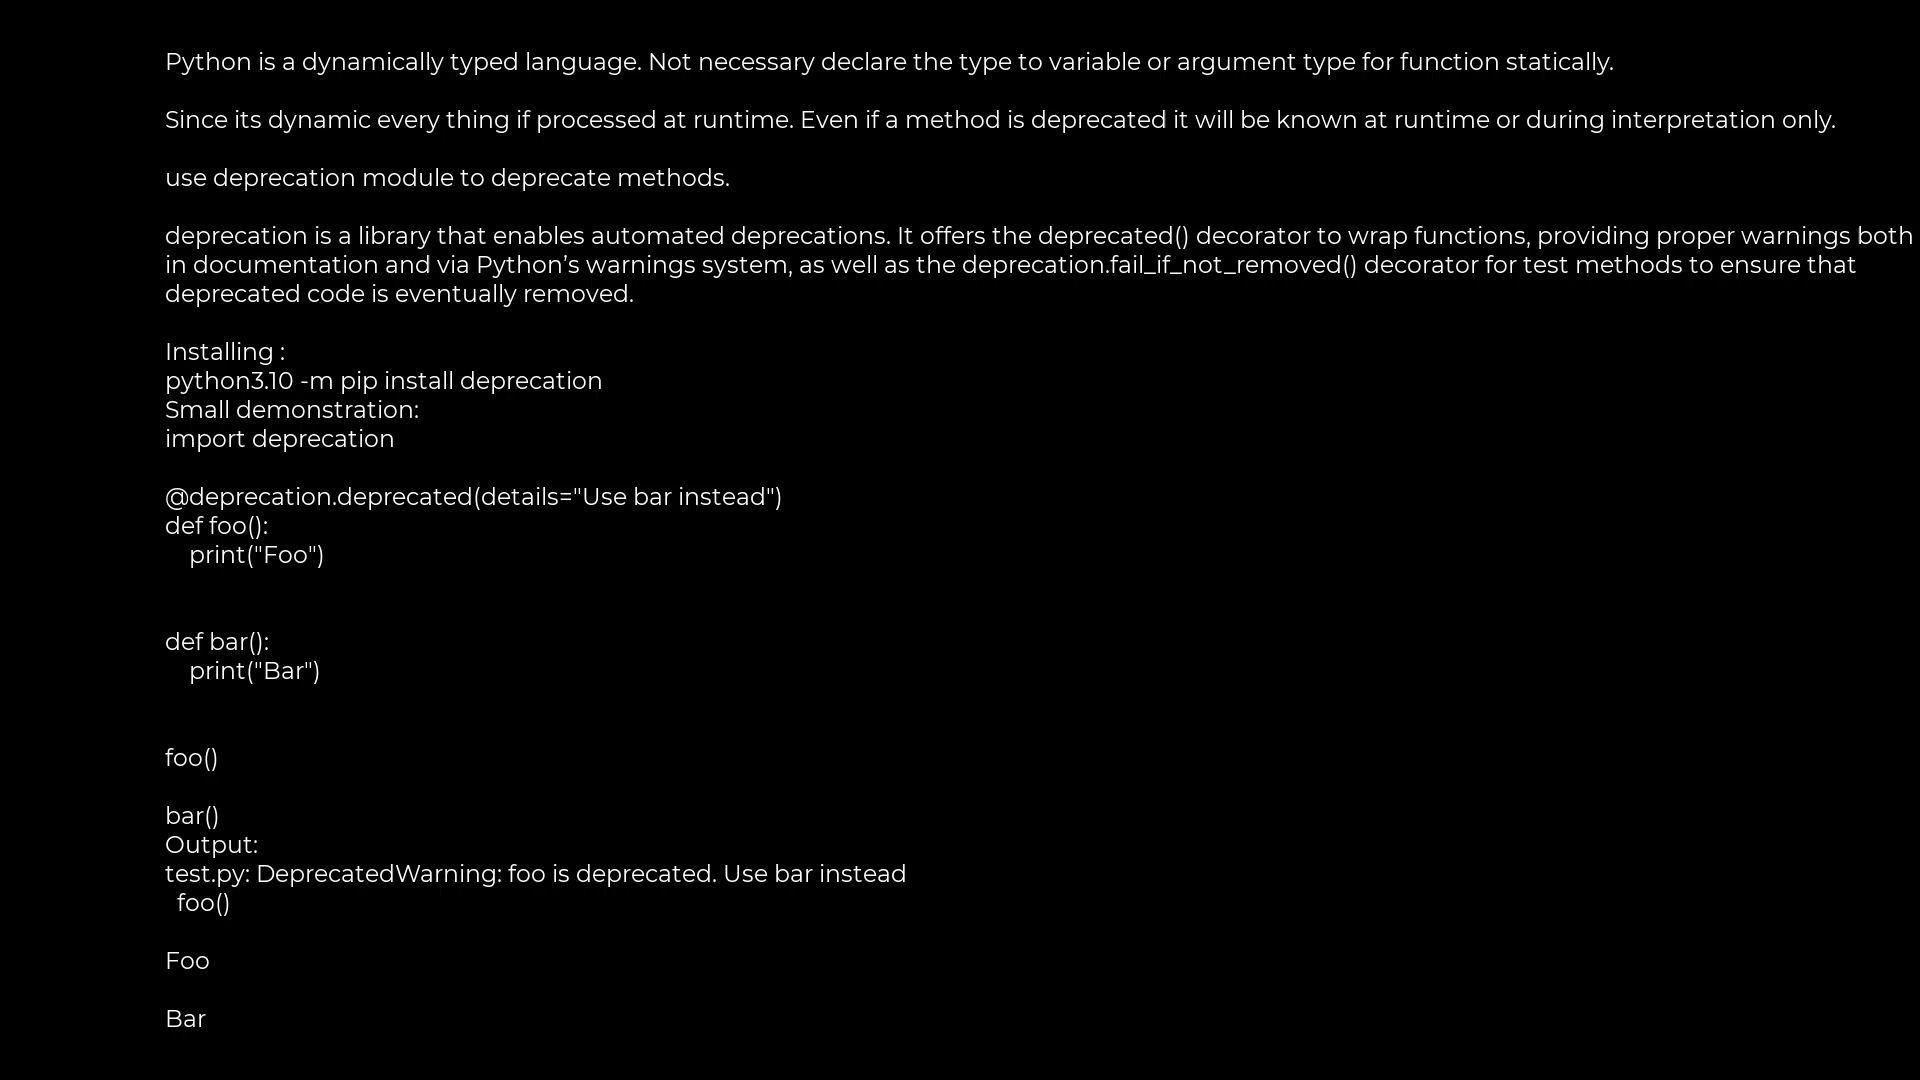 Python is a dynamically typed language. Not necessary declare the type to variable or argument type for function statically.
Since its dynamic every thing if processed at runtime. Even if a method is deprecated it will be known at runtime or during interpretation only.
use deprecation module to deprecate methods.
deprecation is a library that enables automated deprecations. It offers the deprecated() decorator to wrap functions, providing proper warnings both
in documentation and via Python’s warnings system, as well as the deprecation.fail_if_not_removed() decorator for test methods to ensure that
deprecated code is eventually removed.
Installing :
python3.10 -m pip install deprecation
Small demonstration:
import deprecation
@deprecation.deprecated(details="Use bar instead")
def foo():
    print("Foo")
def bar():
    print("Bar")
foo()
bar()
Output:
test.py: DeprecatedWarning: foo is deprecated. Use bar instead
  foo()
Foo
Bar